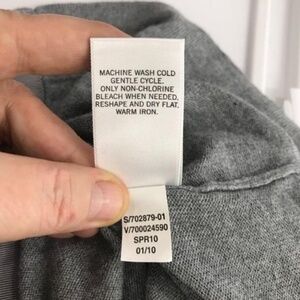 MACHINE WASH COLD
GENTLE CYCLE.
ONLY NON-CHLORINE
BLEACH WHEN NEEDED,
RESHAPE AND DRY FLAT,
WARM IRON.
S/702879-01
V/700024590
SPR10
01/10